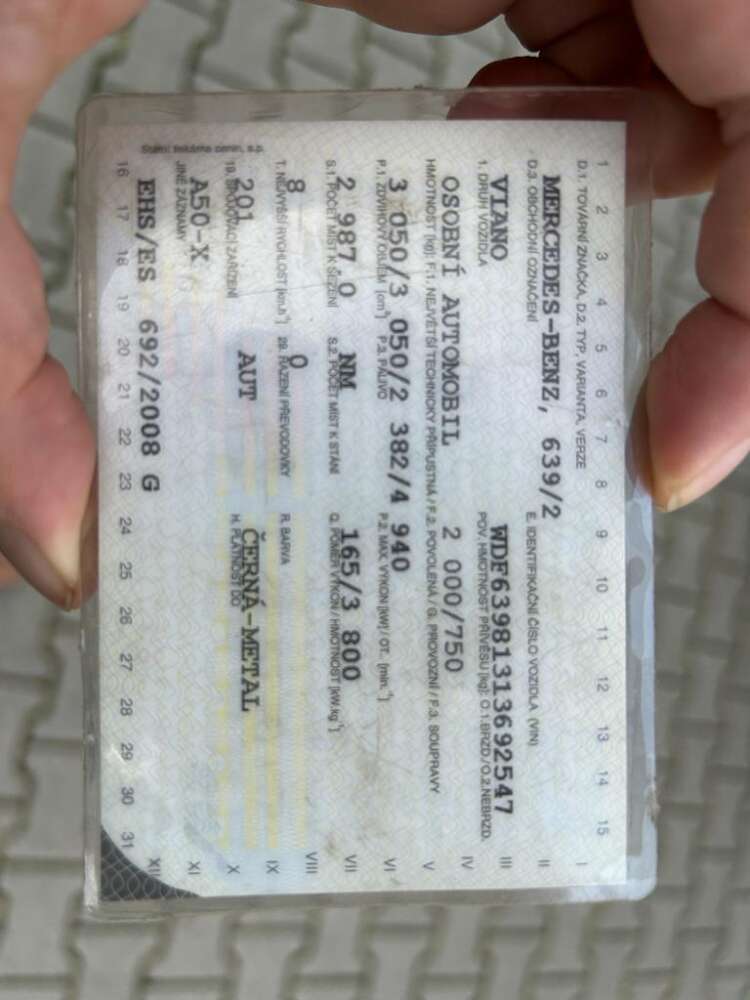 1 2 3 4 5 6 7 8 9 10 11 12 13 14 15
D.1. TOVÁRNÍ ZNAČKA, D.2. TYP, VARIANTA, VERZE
I
MERCEDES-BENZ, 639/2
D.3. OBCHODNÍ OZNAČENÍ E. IDENTIFIKAČNÍ ČÍSLO VOZIDLA (VIN)
II
VIANO WDF63981313692547
1. DRUH VOZIDLA POV. HMOTNOST PŘÍVĚSU [kg]: O.1.BRZD./O.2.NEBRZD.
III
OSOBNÍ AUTOMOBIL 2 000/750
IV
HMOTNOST [kg]: F.1. NEJVĚTŠÍ TECHNICKY PŘÍPUSTNÁ / F.2. POVOLENÁ / G. PROVOZNÍ / F.3. SOUPRAVY
V
3 050/3 050/2 382/4 940
P.1. ZDVIHOVÝ OBJEM [cm³] P.3. PALIVO P.2. MAX. VÝKON [kW] / OT. [min.⁻¹]
VI
2 987.0 NM 165/3 800
S.1. POČET MÍST K SEZENÍ S.2. POČET MÍST K STÁNÍ Q. POMĚR VÝKON / HMOTNOST [kW.kg⁻¹]
VII
8 0
VIII
T. NEJVYŠŠÍ RYCHLOST [km.h⁻¹] 29. ŘAZENÍ PŘEVODOVKY R. BARVA
IX
201 AUT ČERNÁ-METAL
19. SPOJOVACÍ ZAŘÍZENÍ H. PLATNOST DO
X
A50-X
JINÉ ZÁZNAMY
XI
EHS/ES 692/2008 G
XII
Státní tiskárna cenin, s.p.
16 17 18 19 20 21 22 23 24 25 26 27 28 29 30 31